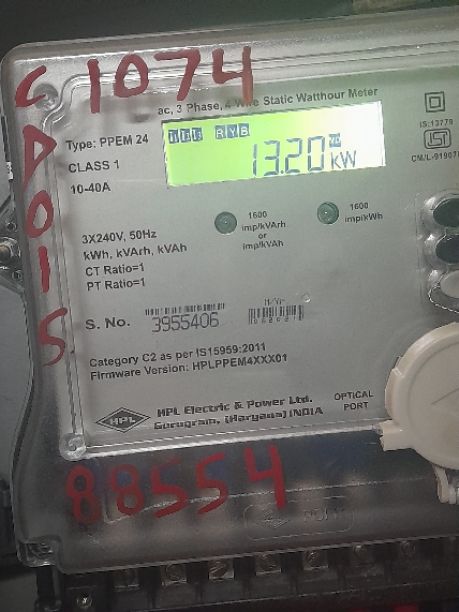 C 1074
D
O
I
S
ac, 3 Phase, 4-Wire Static Watthour Meter
Type: PPEM 24
CLASS 1
10-40A
RYB
13.20 kW
IS:13779
CM/L-91907
3X240V, 50Hz
kWh, kVArh, kVAh
CT Ratio=1
PT Ratio=1
1600
imp/kVArh
or
imp/kVAh
1600
imp/kWh
S. No. 3955406
Category C2 as per IS15959:2011
Firmware Version: HPLPPEM4XXX01
HPL
HPL Electric & Power Ltd.
Gurugram, (Haryana) INDIA
OPTICAL
PORT
88554